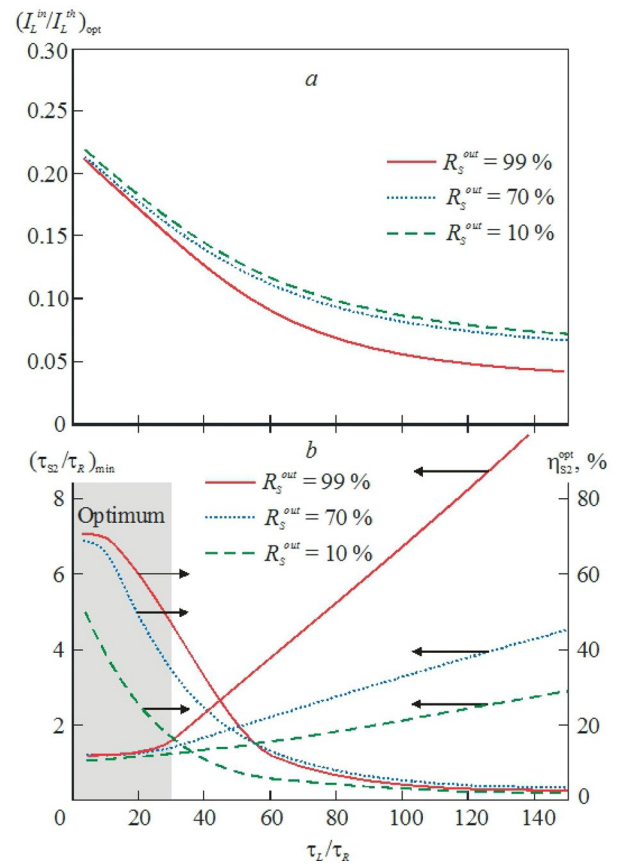 (I_L^in/I_L^th)_opt
a
0.30
0.25
0.20
0.15
0.10
0.05
0
R_s^out = 99 %
R_s^out = 70 %
R_s^out = 10 %
(τ_S2/τ_R)_min
b
η_S2^opt, %
R_s^out = 99 %
R_s^out = 70 %
R_s^out = 10 %
Optimum
8
6
4
2
0
80
60
40
20
0
20 40 60 80 100 120 140
τ_L/τ_R